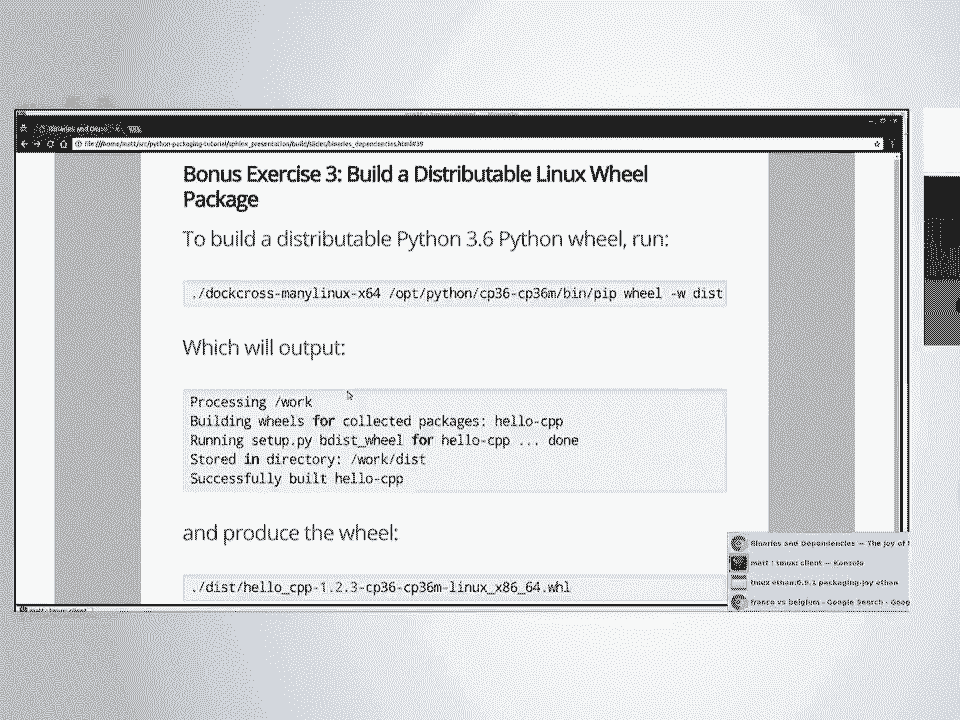 Binaries and Depe
file:///home/matt/src/python-packaging-tutorial/sphinx_presentation/build/slides/binaries_dependencies.html#39
Bonus Exercise 3: Build a Distributable Linux Wheel
Package
To build a distributable Python 3.6 Python wheel, run:
./dockcross-manylinux-x64 /opt/python/cp36-cp36m/bin/pip wheel -w dist
Which will output:
Processing /work
Building wheels for collected packages: hello-cpp
Running setup.py bdist_wheel for hello-cpp ... done
Stored in directory: /work/dist
Successfully built hello-cpp
and produce the wheel:
./dist/hello_cpp-1.2.3-cp36-cp36m-linux_x86_64.whl
Binaries and Dependencies — The joy of
matt : tmux: client — Konsole
tmux ethan:0.9.1 packaging-joy ethan
france vs belgium - Google Search - Goog
matt : tmux: client